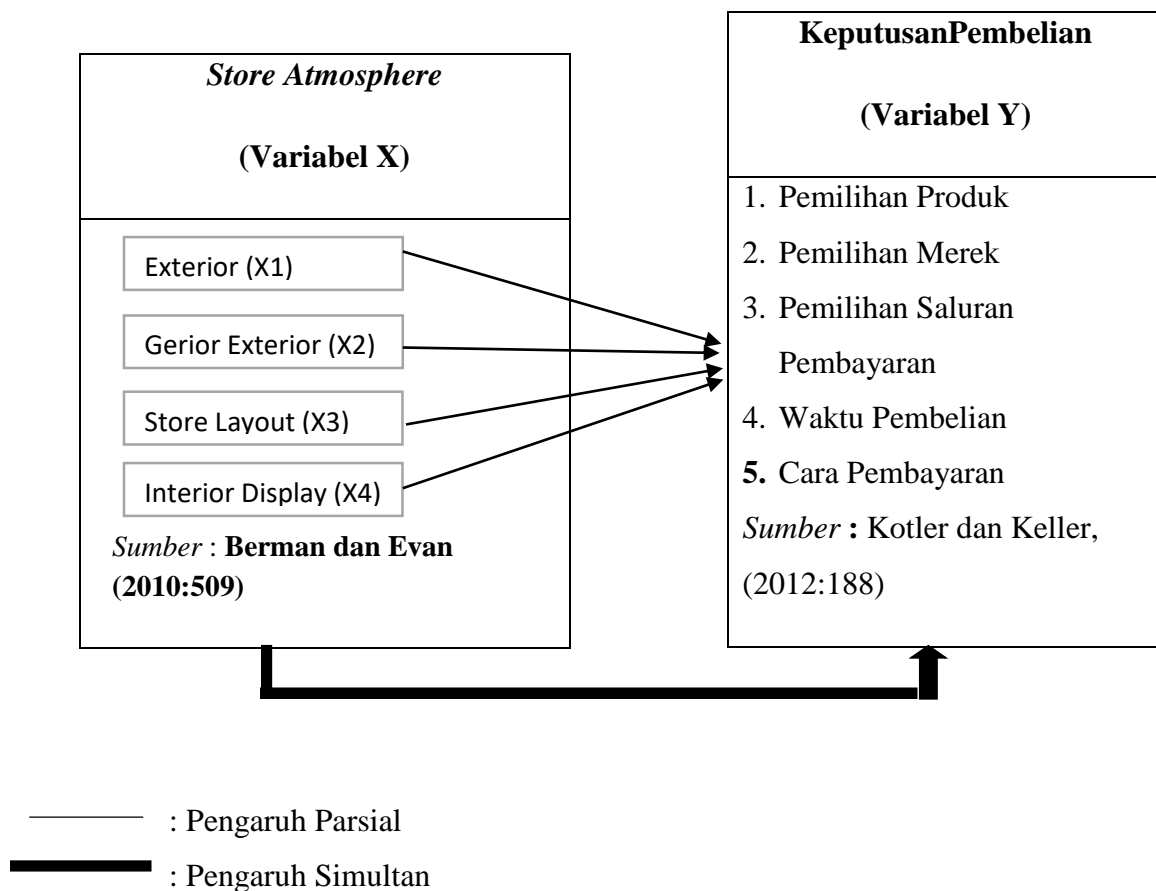 Store Atmosphere
(Variabel X)
Exterior (X1)
Gerior Exterior (X2)
Store Layout (X3)
Interior Display (X4)
Sumber : Berman dan Evan
(2010:509)
KeputusanPembelian
(Variabel Y)
1. Pemilihan Produk
2. Pemilihan Merek
3. Pemilihan Saluran
Pembayaran
4. Waktu Pembelian
5. Cara Pembayaran
Sumber : Kotler dan Keller,
(2012:188)
: Pengaruh Parsial
: Pengaruh Simultan